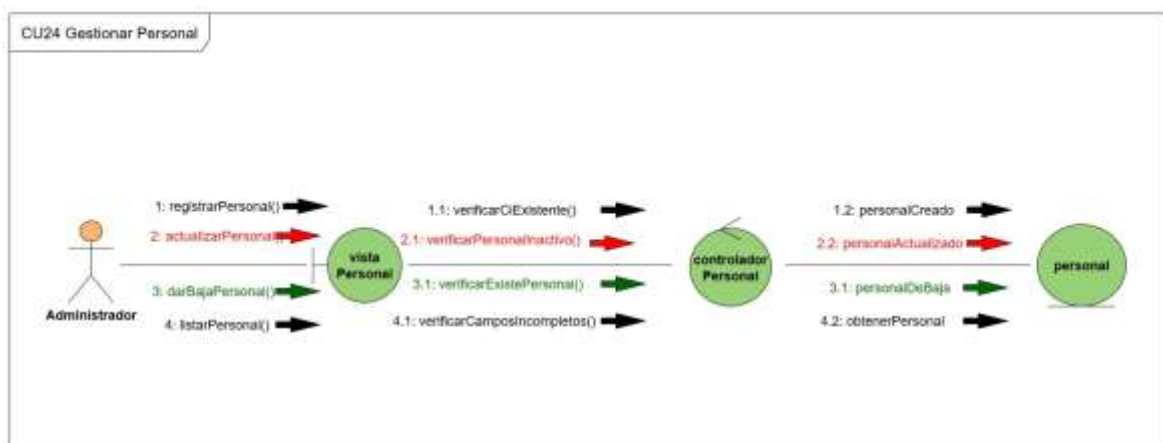 CU24 Gestionar Personal
1: registrarPersonal()
1.1: verificarCiExistente()
1.2: personalCreado
2: actualizarPersonal()
2.1: verificarPersonalInactivo()
2.2: personalActualizado
vista
Personal
controlador
Personal
personal
3: darBajaPersonal()
3.1: verificarExistePersonal()
3.1: personalDeBaja
Administrador
4: listarPersonal()
4.1: verificarCamposIncompletos()
4.2: obtenerPersonal